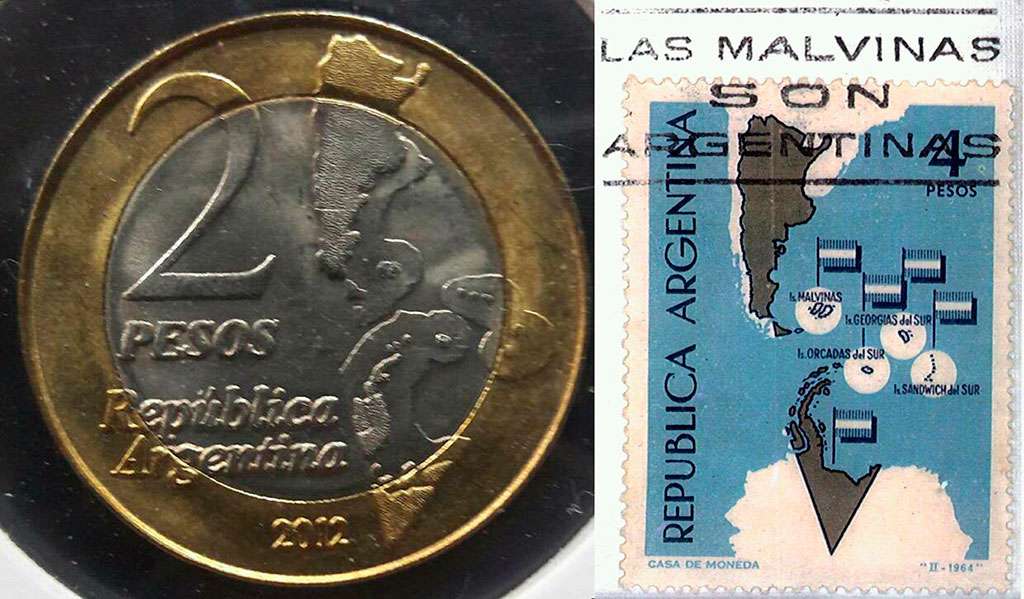 2
PESOS
República
Argentina
2012
LAS MALVINAS
SON
ARGENTINAS
4
PESOS
REPUBLICA ARGENTINA
Is. MALVINAS
Is. GEORGIAS del SUR
Is. ORCADAS del SUR
Is. SANDWICH del SUR
CASA DE MONEDA
"II - 1964"